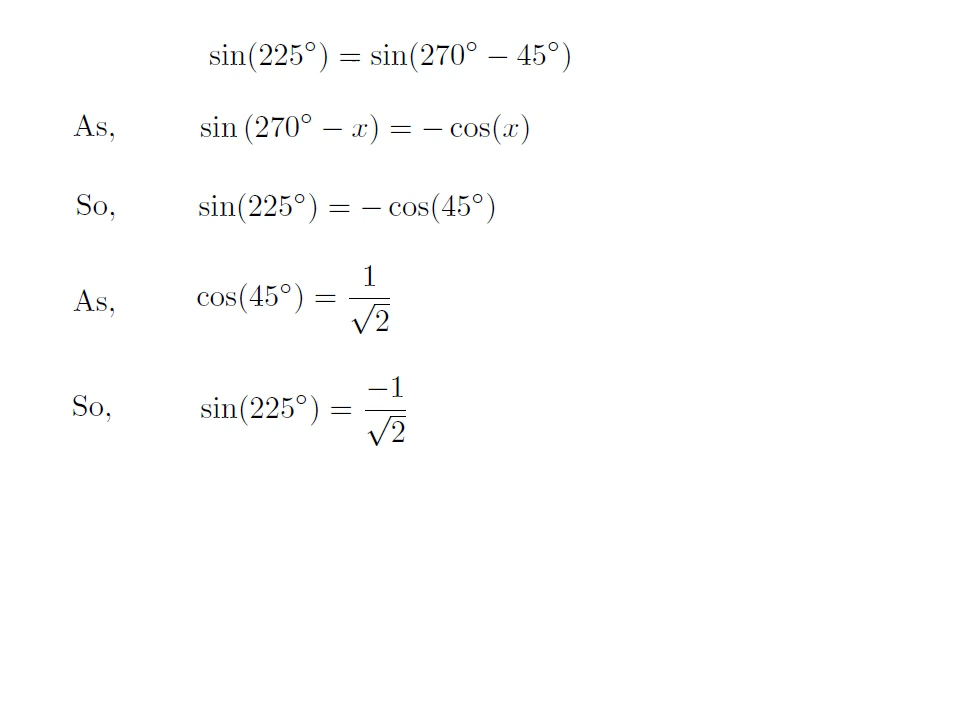 sin(225°) = sin(270° − 45°)
As, sin (270° − x) = − cos(x)
So, sin(225°) = − cos(45°)
As, cos(45°) = 1/√2
So, sin(225°) = −1/√2